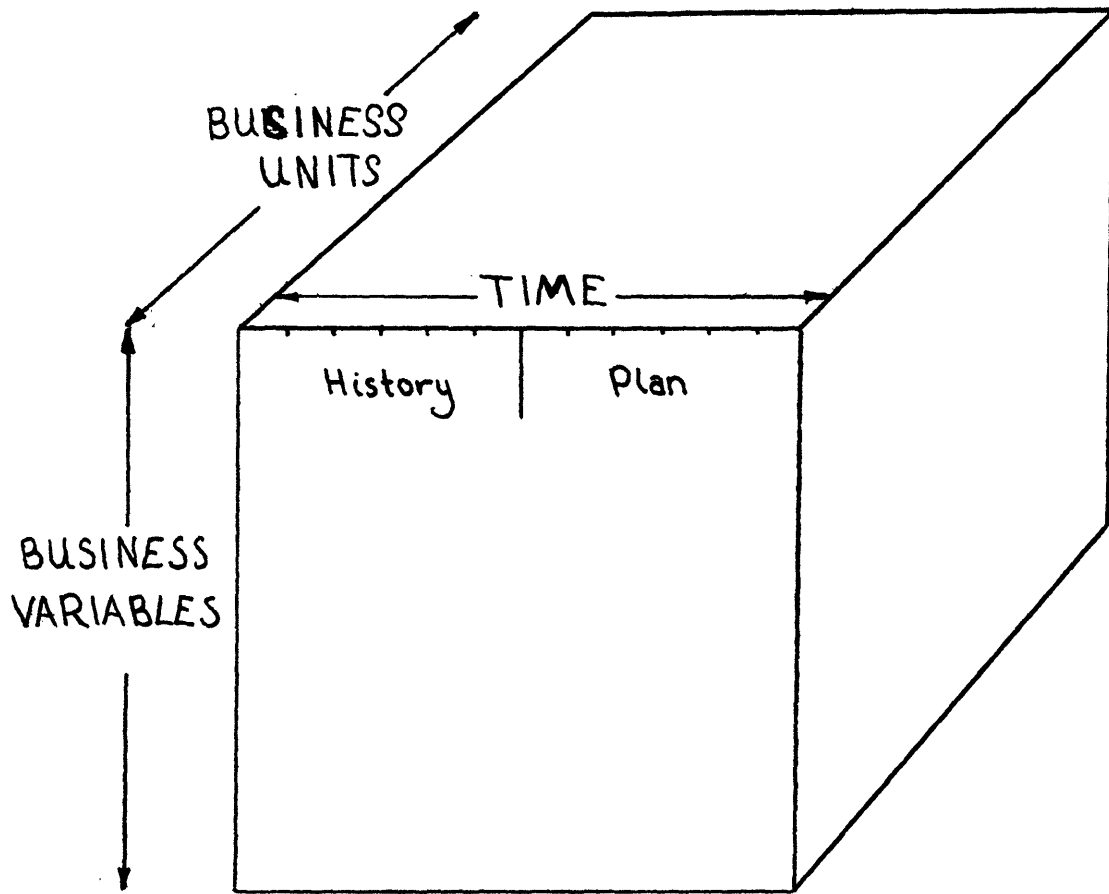 BUSINESS
UNITS
TIME
History Plan
BUSINESS
VARIABLES